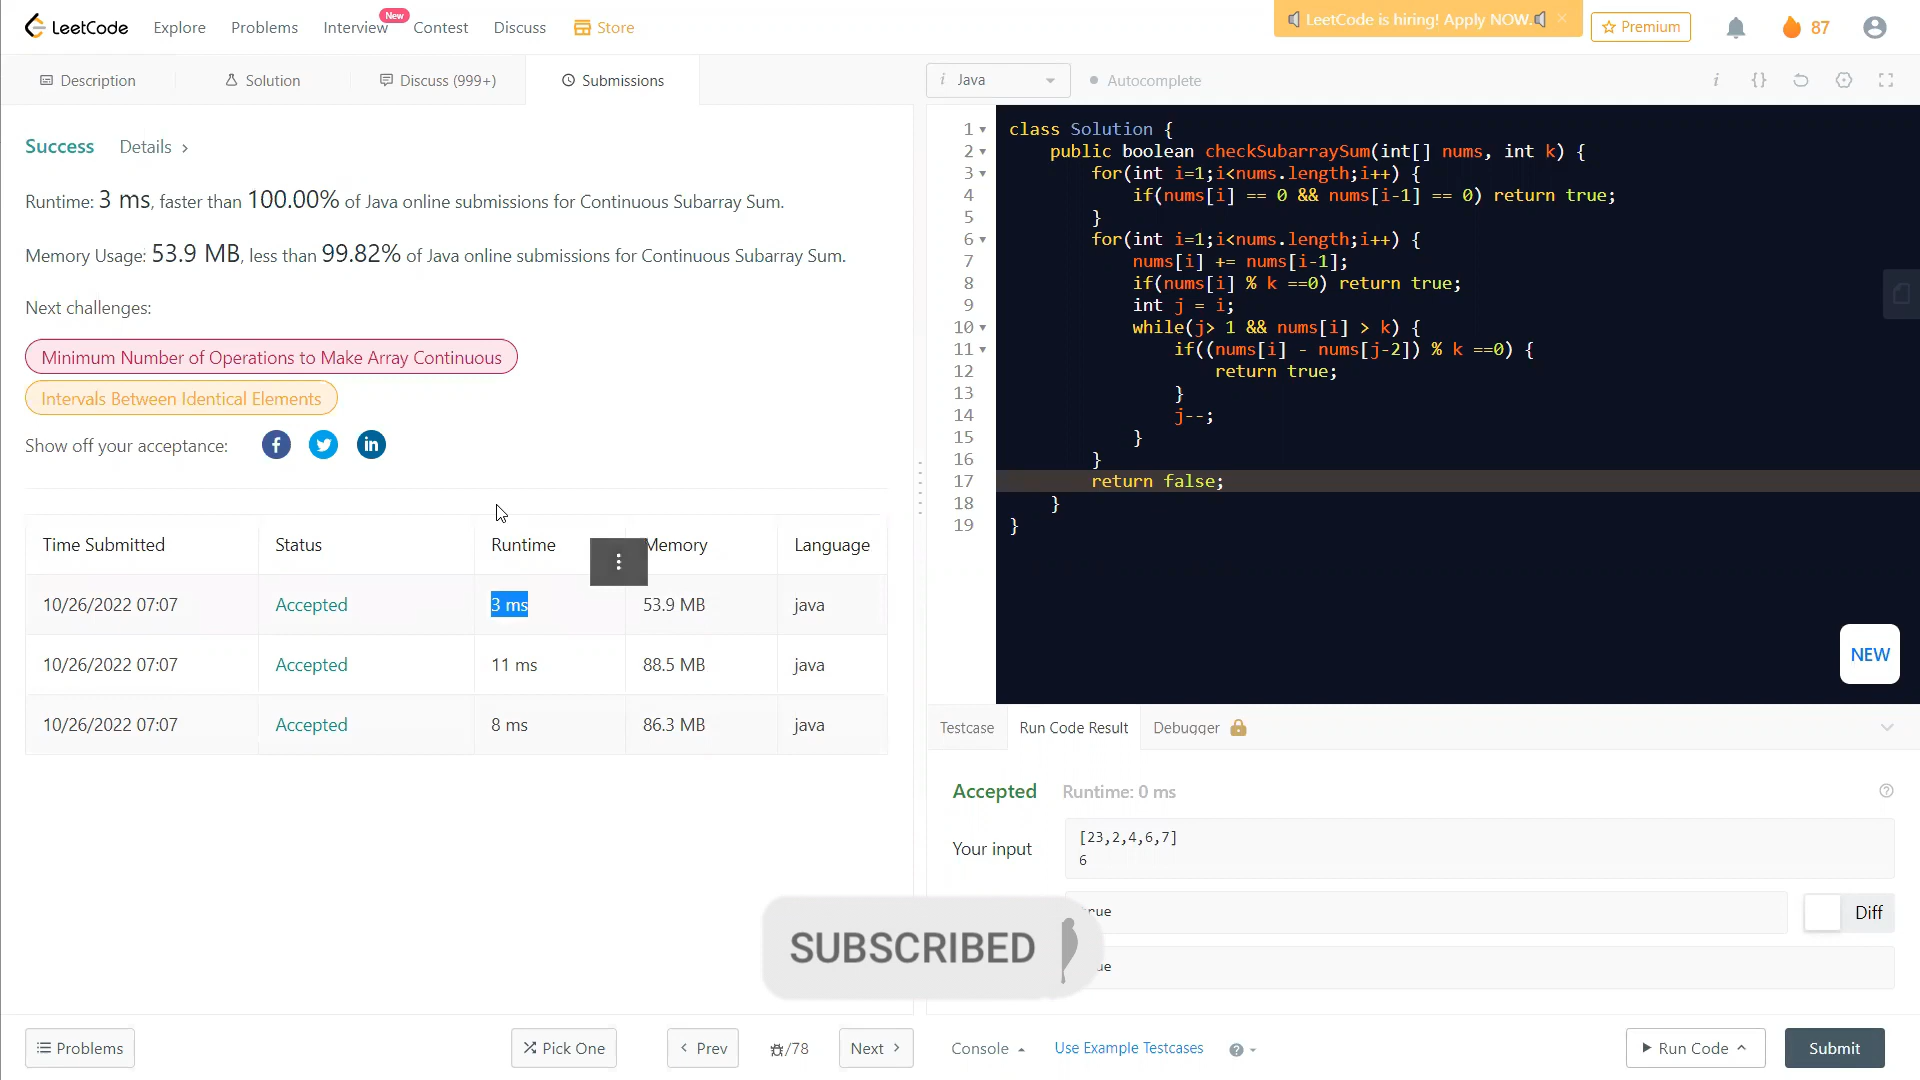 LeetCode
Explore
Problems
Interview
New
Contest
Discuss
Store
LeetCode is hiring! Apply NOW.
Premium
87
Description
Solution
Discuss (999+)
Submissions
Java
Autocomplete
Success
Details
Runtime: 3 ms, faster than 100.00% of Java online submissions for Continuous Subarray Sum.
Memory Usage: 53.9 MB, less than 99.82% of Java online submissions for Continuous Subarray Sum.
Next challenges:
Minimum Number of Operations to Make Array Continuous
Intervals Between Identical Elements
Show off your acceptance:
Time Submitted Status Runtime Memory Language
10/26/2022 07:07 Accepted 3 ms 53.9 MB java
10/26/2022 07:07 Accepted 11 ms 88.5 MB java
10/26/2022 07:07 Accepted 8 ms 86.3 MB java
1 class Solution {
2 public boolean checkSubarraySum(int[] nums, int k) {
3 for(int i=1;i<nums.length;i++) {
4 if(nums[i] == 0 && nums[i-1] == 0) return true;
5 }
6 for(int i=1;i<nums.length;i++) {
7 nums[i] += nums[i-1];
8 if(nums[i] % k ==0) return true;
9 int j = i;
10 while(j> 1 && nums[i] > k) {
11 if((nums[i] - nums[j-2]) % k ==0) {
12 return true;
13 }
14 j--;
15 }
16 }
17 return false;
18 }
19 }
NEW
Testcase
Run Code Result
Debugger
Accepted
Runtime: 0 ms
Your input
[23,2,4,6,7]
6
Diff
SUBSCRIBED
Problems
Pick One
Prev
/78
Next
Console
Use Example Testcases
Run Code
Submit